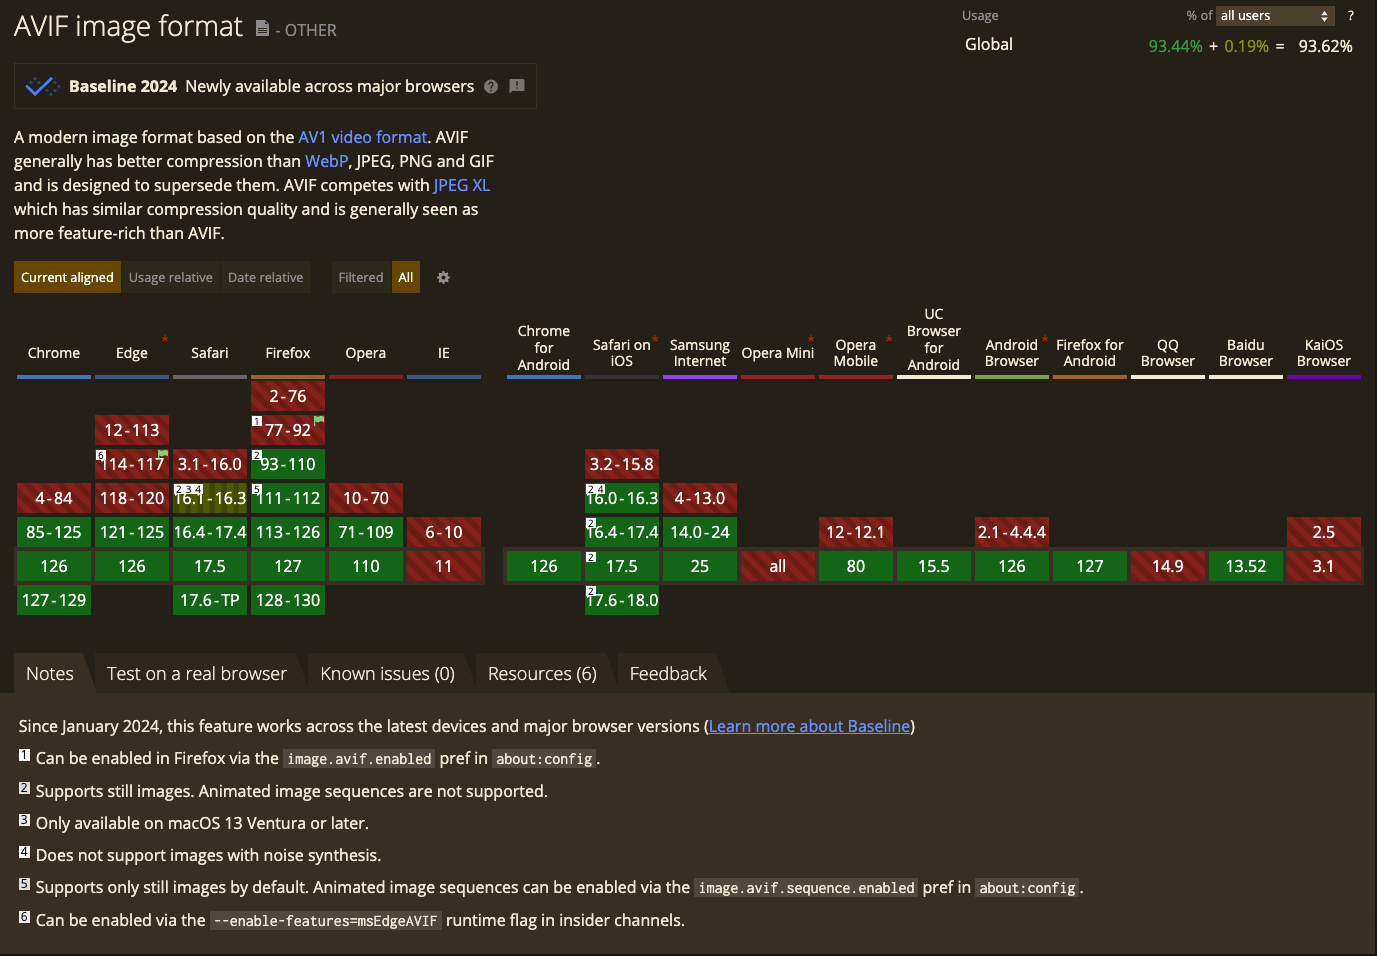 AVIF image format - OTHER
Usage % of all users ?
Global 93.44% + 0.19% = 93.62%
Baseline 2024 Newly available across major browsers
A modern image format based on the AV1 video format. AVIF
generally has better compression than WebP, JPEG, PNG and GIF
and is designed to supersede them. AVIF competes with JPEG XL
which has similar compression quality and is generally seen as
more feature-rich than AVIF.
Current aligned Usage relative Date relative Filtered All
Chrome
Edge *
Safari
Firefox
Opera
IE
Chrome
for
Android
Safari on *
iOS
Samsung
Internet
Opera Mini *
Opera *
Mobile
UC
Browser
for
Android
Android *
Browser
Firefox for
Android
QQ
Browser
Baidu
Browser
KaiOS
Browser
2-76
12-113 1 77-92
6 114-117 3.1-16.0 2 93-110 3.2-15.8
4-84 118-120 2 3 4 16.1-16.3 5 111-112 10-70 2 4 16.0-16.3 4-13.0
85-125 121-125 16.4-17.4 113-126 71-109 6-10 2 16.4-17.4 14.0-24 12-12.1 2.1-4.4.4 2.5
126 126 17.5 127 110 11 126 2 17.5 25 all 80 15.5 126 127 14.9 13.52 3.1
127-129 17.6-TP 128-130 2 17.6-18.0
Notes Test on a real browser Known issues (0) Resources (6) Feedback
Since January 2024, this feature works across the latest devices and major browser versions (Learn more about Baseline)
1 Can be enabled in Firefox via the image.avif.enabled pref in about:config.
2 Supports still images. Animated image sequences are not supported.
3 Only available on macOS 13 Ventura or later.
4 Does not support images with noise synthesis.
5 Supports only still images by default. Animated image sequences can be enabled via the image.avif.sequence.enabled pref in about:config.
6 Can be enabled via the --enable-features=msEdgeAVIF runtime flag in insider channels.